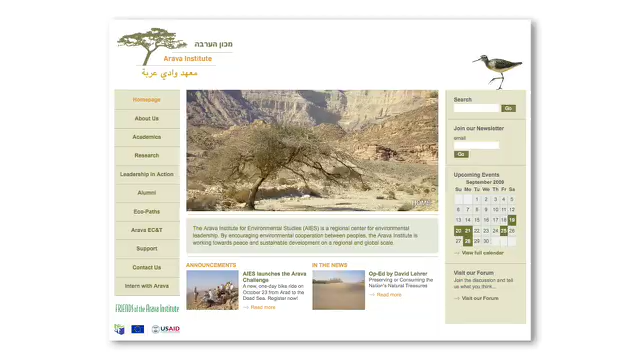 מכון הערבה
Arava Institute
معهد وادي عربة
Homepage
About Us
Academics
Research
Leadership in Action
Alumni
Eco-Paths
Arava EC&T
Support
Contact Us
Intern with Arava
FRIENDS of the Arava Institute
USAID
The Arava Institute for Environmental Studies (AIES) is a regional center for environmental
leadership. By encouraging environmental cooperation between peoples, the Arava Institute is
working towards peace and sustainable development on a regional and global scale.
ANNOUNCEMENTS
AIES launches the Arava
Challenge
A new, one-day bike ride on
October 23 from Arad to the
Dead Sea. Register now!
Read more
IN THE NEWS
Op-Ed by David Lehrer
Preserving or Consuming the
Nation's Natural Treasures
Read more
Search
Go
Join our Newsletter
email
Go
Upcoming Events
September 2009
Su Mo Tu We Th Fr Sa
1 2 3 4 5
6 7 8 9 10 11 12
13 14 15 16 17 18 19
20 21 22 23 24 25 26
27 28 29 30
View full calendar
Visit our Forum
Join the discussion and tell
us what you think...
Visit our Forum